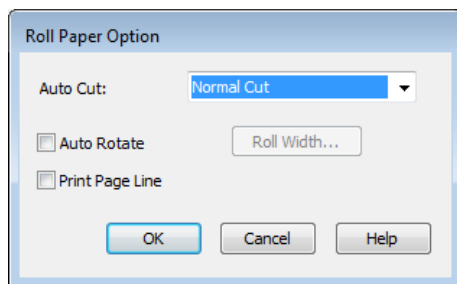 Roll Paper Option
Auto Cut: Normal Cut
Auto Rotate Roll Width...
Print Page Line
OK Cancel Help